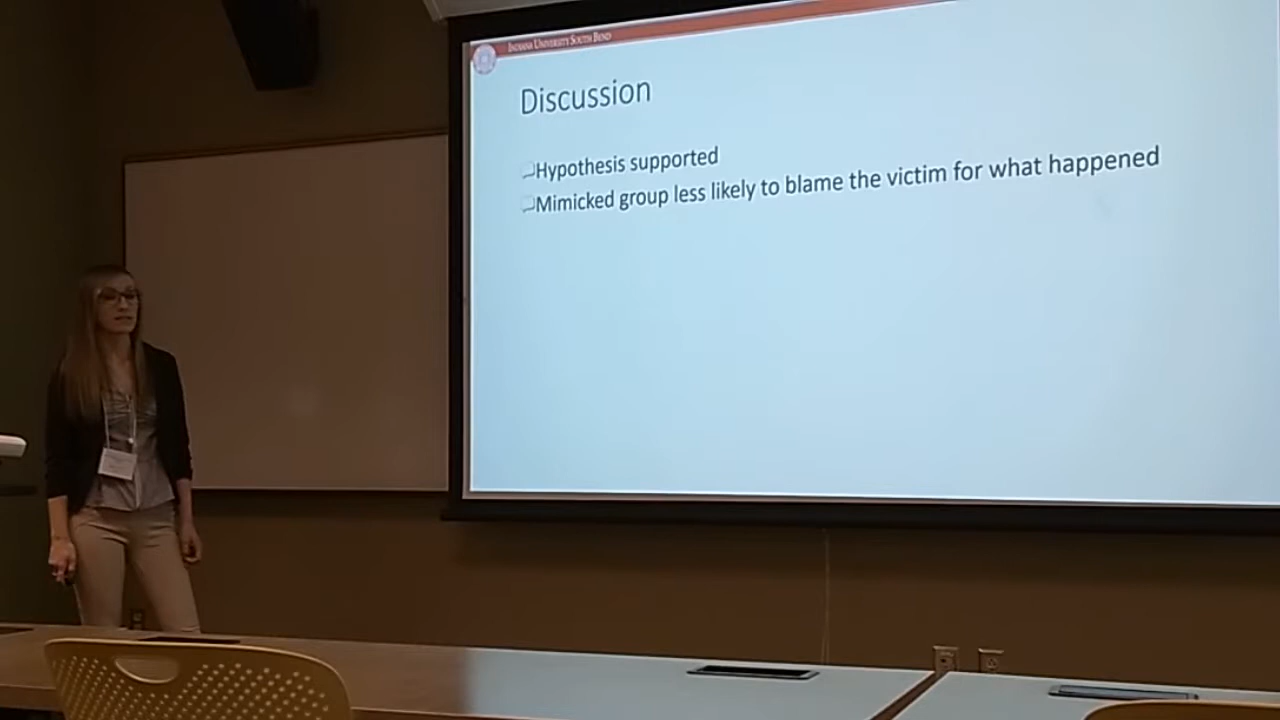 INDIANA UNIVERSITY SOUTH BEND
Discussion
Hypothesis supported
Mimicked group less likely to blame the victim for what happened